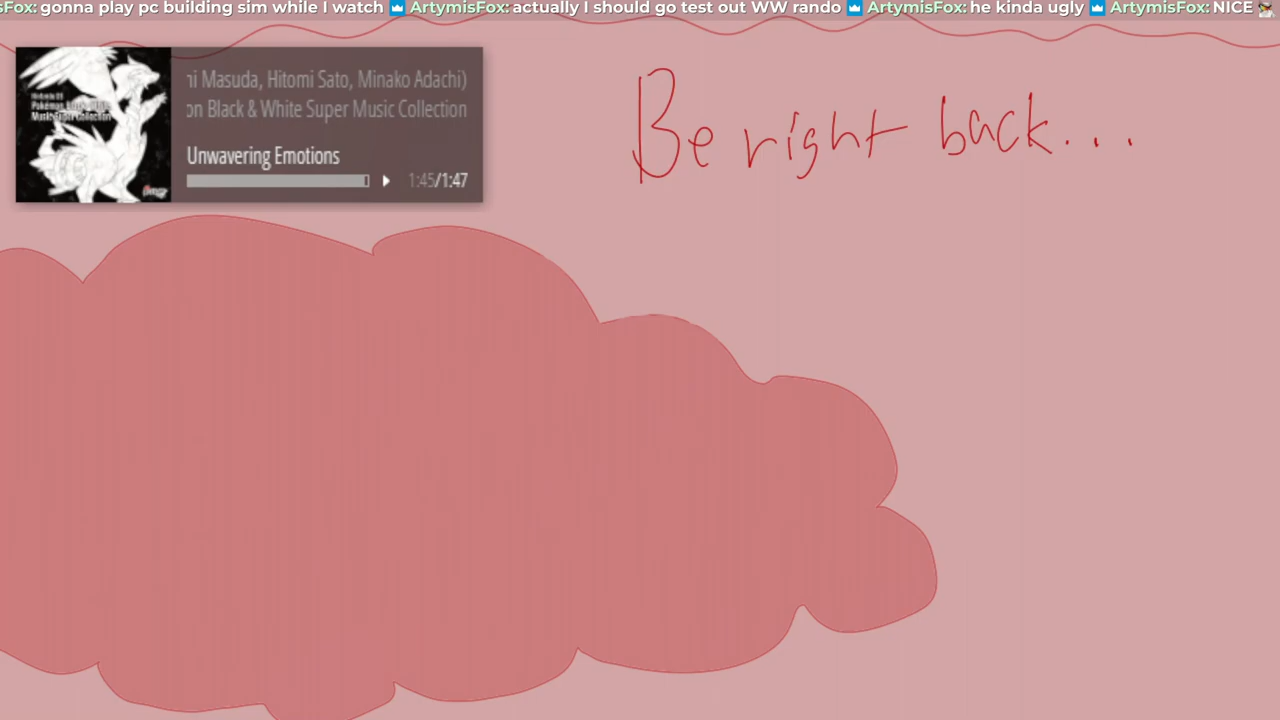 sFox: gonna play pc building sim while I watch ArtymisFox: actually I should go test out WW rando ArtymisFox: he kinda ugly ArtymisFox: NICE
Be right back...
ni Masuda, Hitomi Sato, Minako Adachi)
on Black & White Super Music Collection
Unwavering Emotions
1:45/1:47